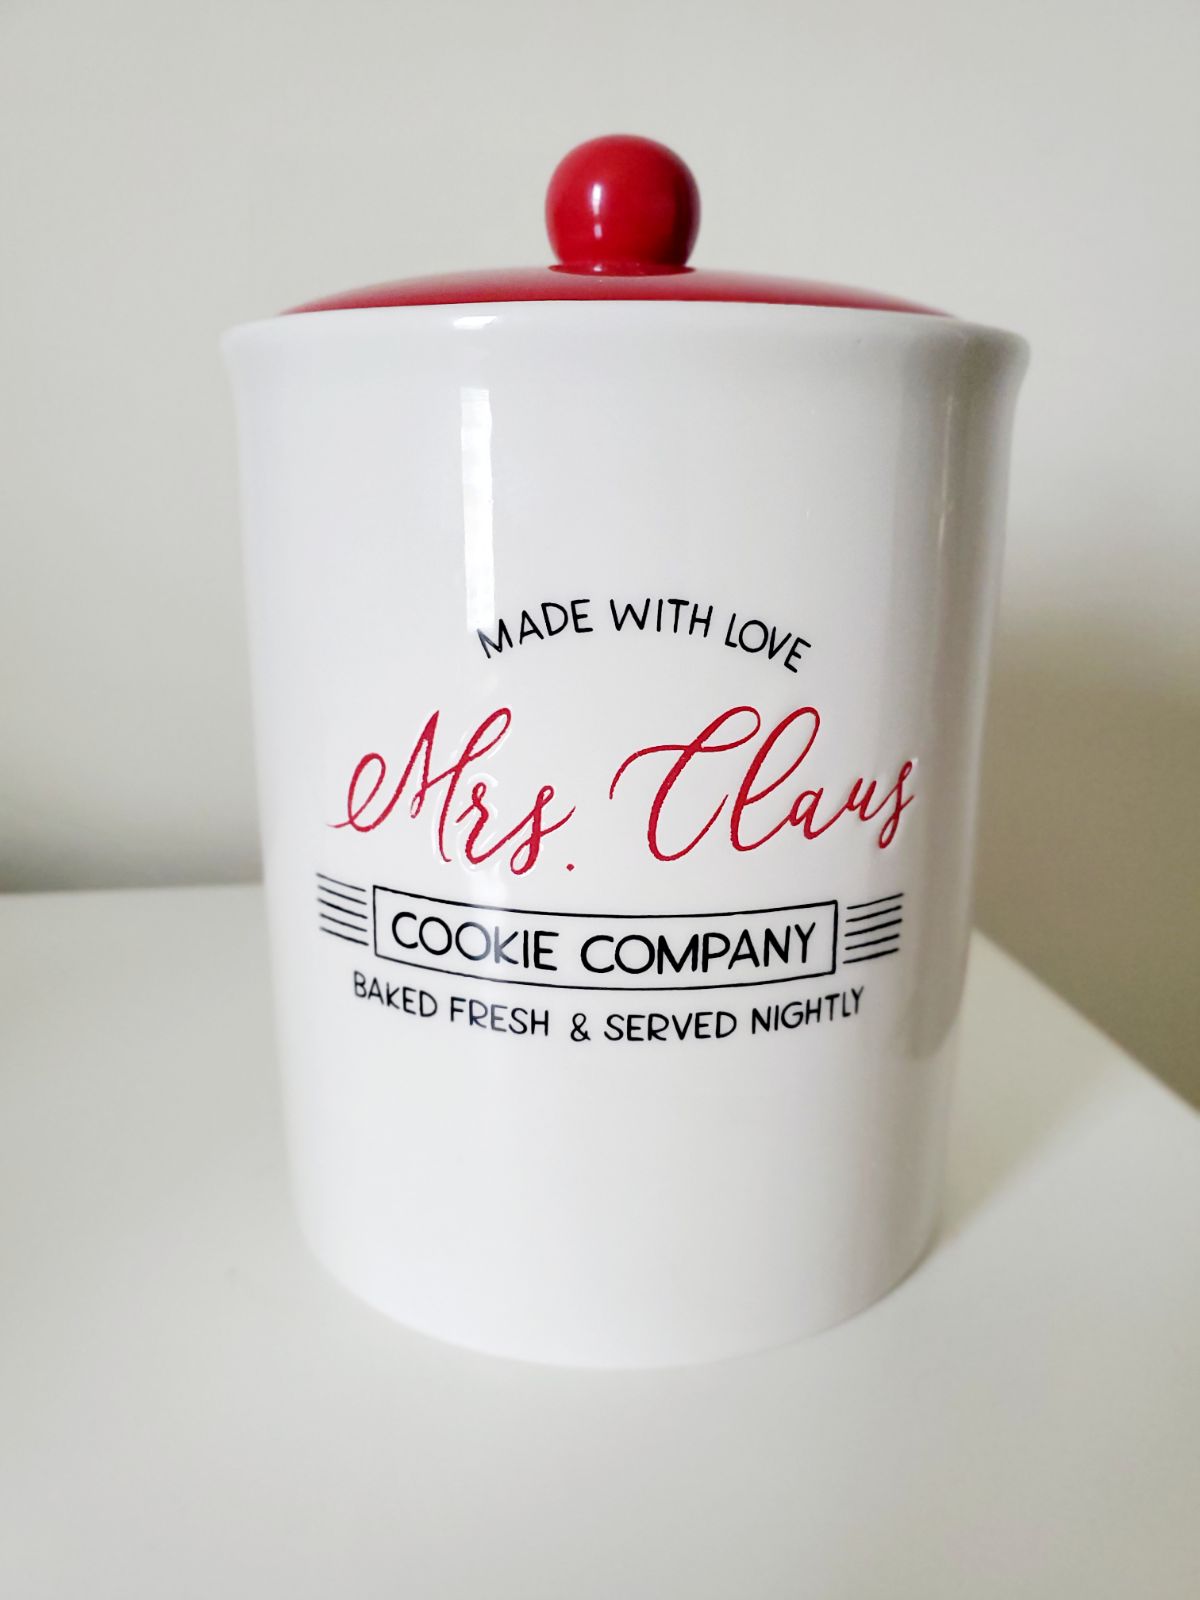 MADE WITH LOVE
Mrs. Claus
COOKIE COMPANY
BAKED FRESH & SERVED NIGHTLY